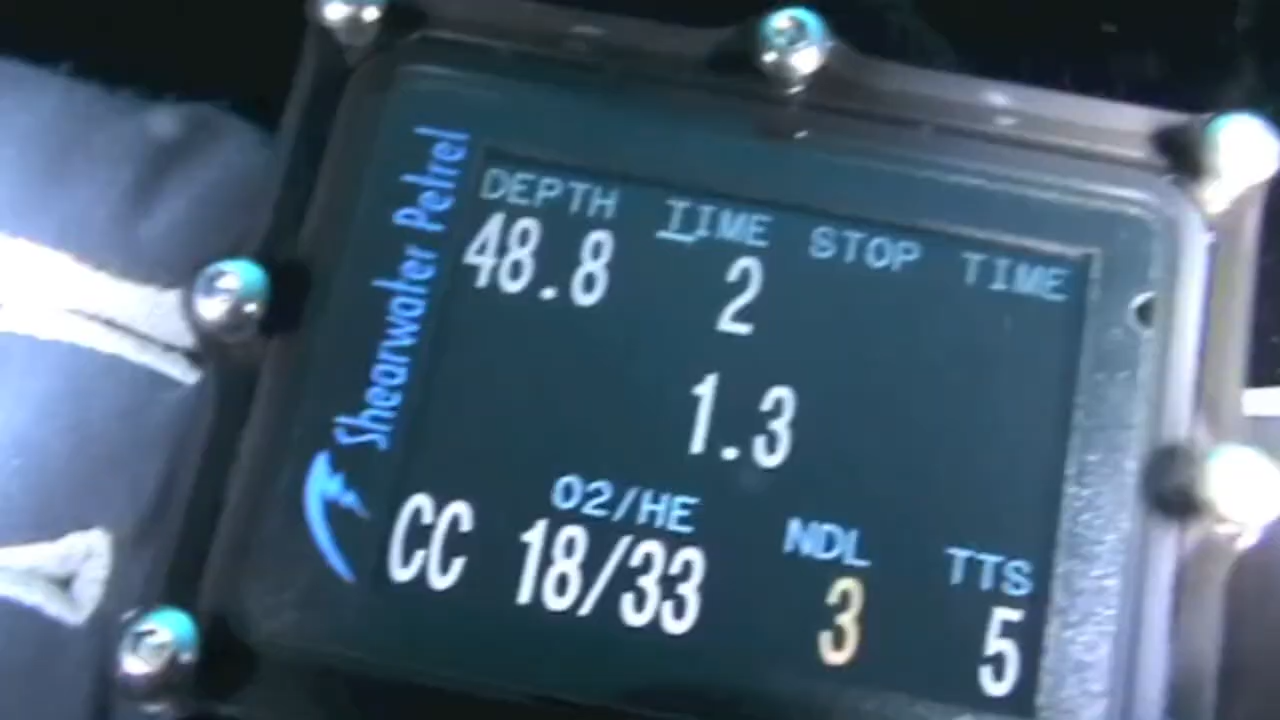 Shearwater Petrel
DEPTH TIME STOP TIME
48.8 2
1.3
O2/HE NDL TTS
CC 18/33 3 5